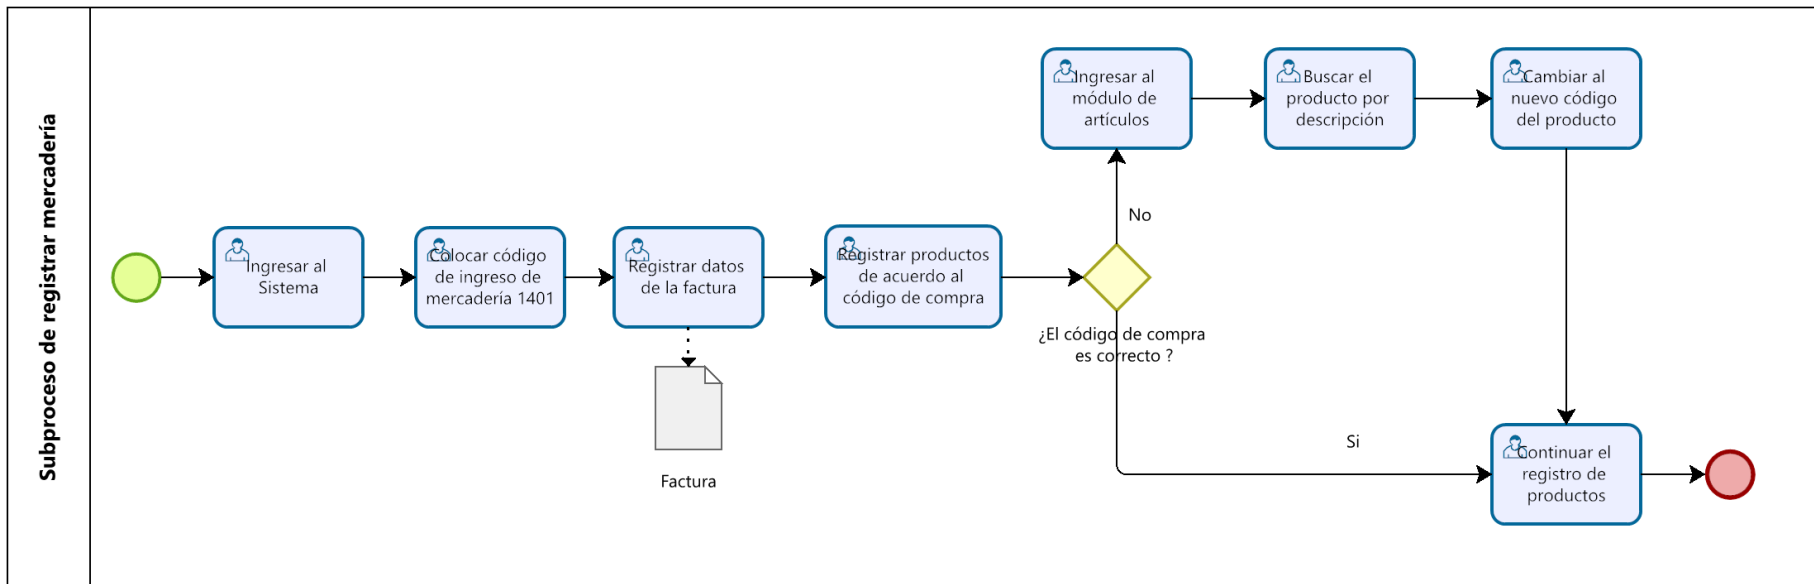 Subproceso de registrar mercadería
Ingresar al
Sistema
Colocar código
de ingreso de
mercadería 1401
Registrar datos
de la factura
Factura
Registrar productos
de acuerdo al
código de compra
¿El código de compra
es correcto ?
No
Ingresar al
módulo de
artículos
Buscar el
producto por
descripción
Cambiar al
nuevo código
del producto
Si
Continuar el
registro de
productos